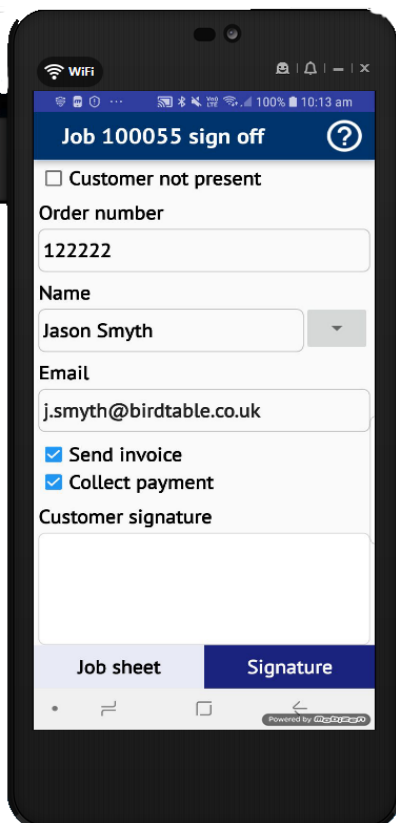 WiFi
100% 10:13 am
Job 100055 sign off
Customer not present
Order number
122222
Name
Jason Smyth
Email
j.smyth@birdtable.co.uk
Send invoice
Collect payment
Customer signature
Job sheet Signature
Powered by Mobizen